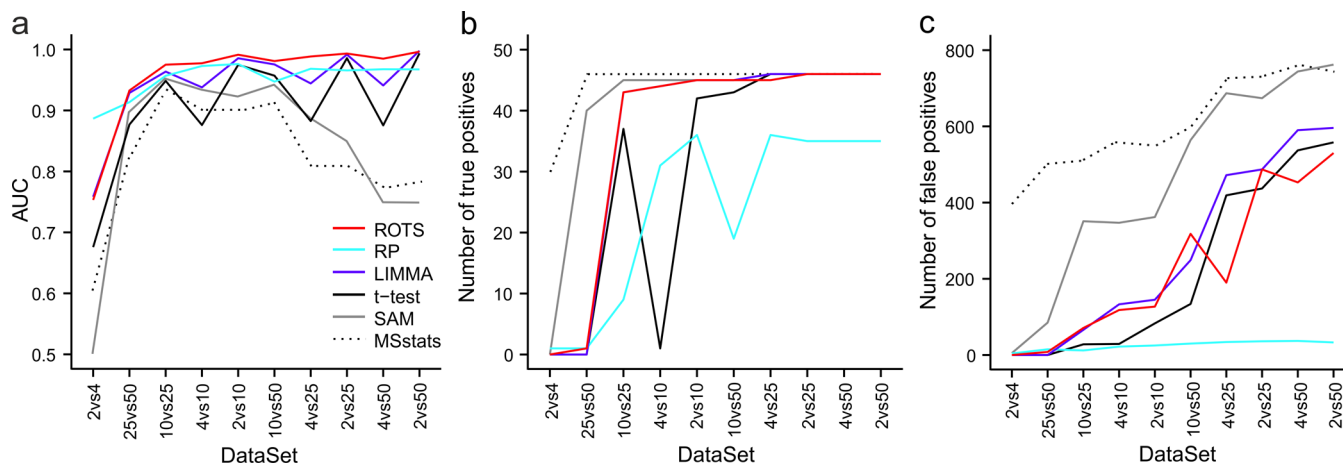 a
AUC
1.0
0.9
0.8
0.7
0.6
0.5
ROTS
RP
LIMMA
t-test
SAM
MSstats
2vs4
25vs50
10vs25
4vs10
2vs10
10vs50
4vs25
2vs25
4vs50
2vs50
DataSet
b
Number of true positives
50
40
30
20
10
0
2vs4
25vs50
10vs25
4vs10
2vs10
10vs50
4vs25
2vs25
4vs50
2vs50
DataSet
c
Number of false positives
800
600
400
200
0
2vs4
25vs50
10vs25
4vs10
2vs10
10vs50
4vs25
2vs25
4vs50
2vs50
DataSet